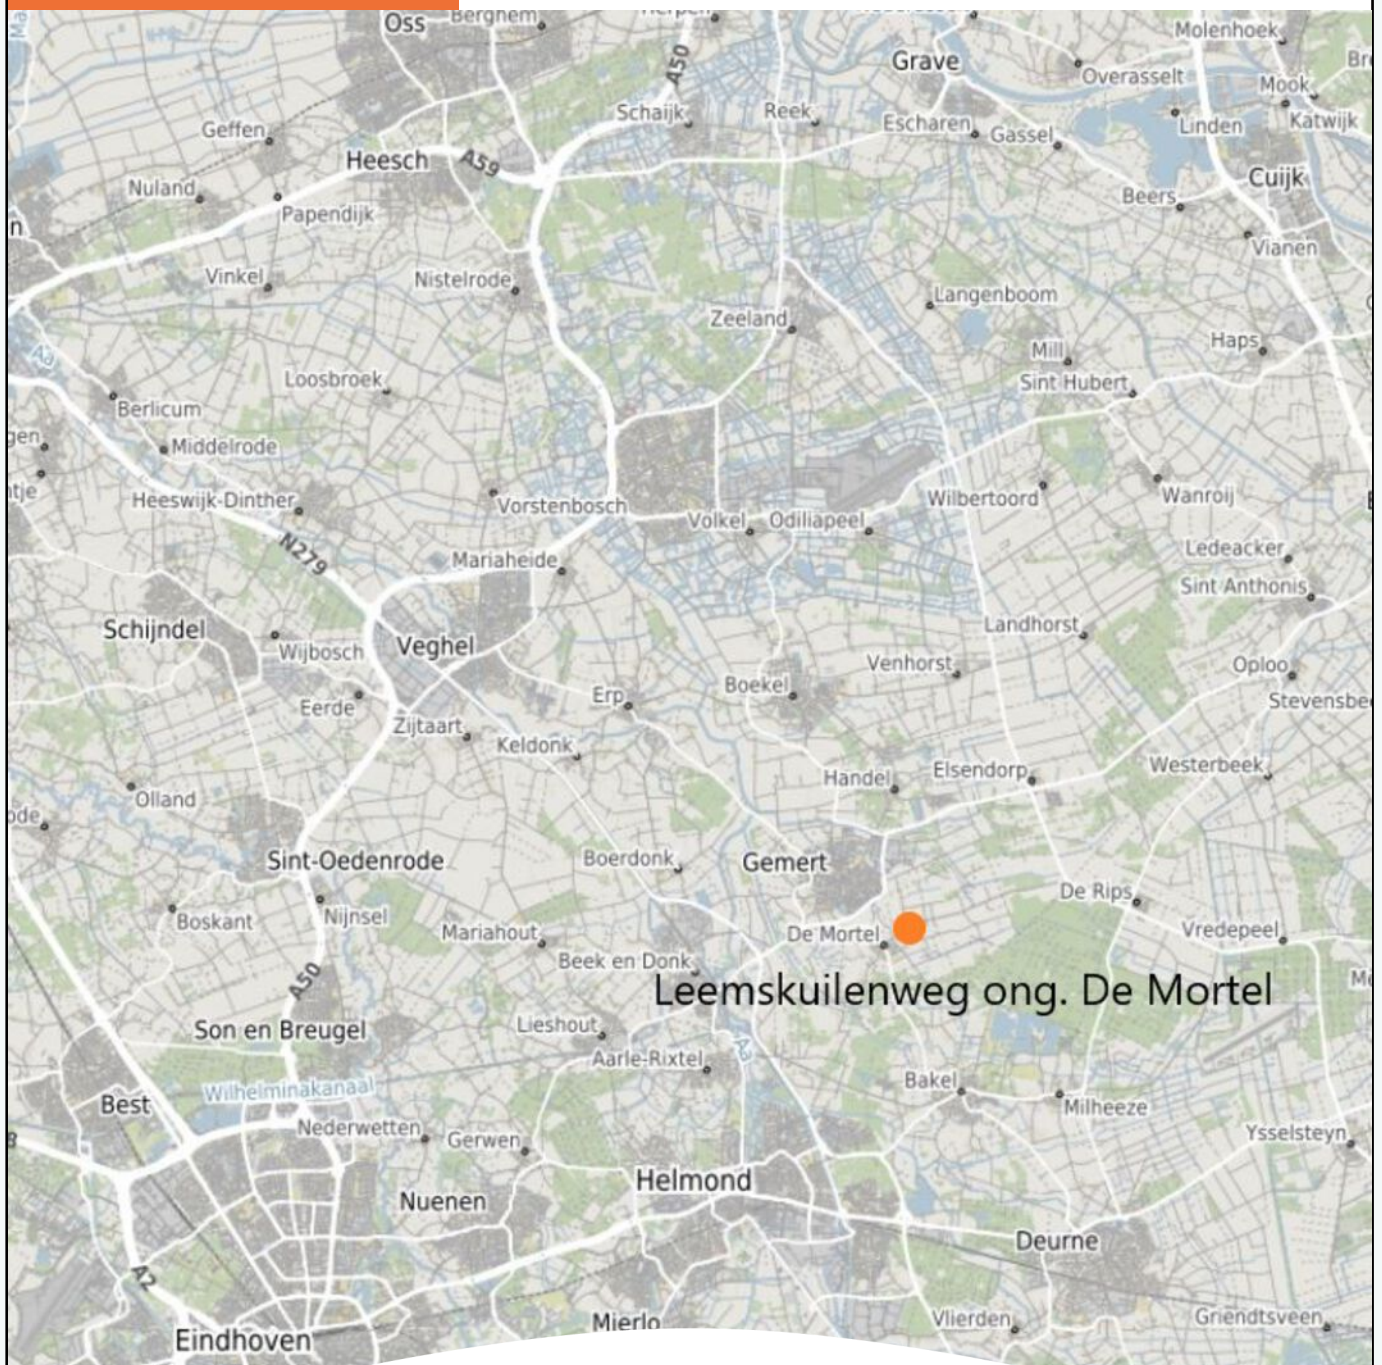 Oss
Berghem
A50
Grave
Molenhoek
Overasselt
Mook
Schaijk
Reek
Escharen
Gassel
Linden
Katwijk
Geffen
Heesch
A59
Cuijk
Nuland
Papendijk
Beers
Vianen
Vinkel
Nistelrode
Langenboom
Zeeland
Aa
Mill
Haps
Loosbroek
Sint Hubert
Berlicum
Middelrode
Heeswijk-Dinther
Vorstenbosch
Wilbertoord
Wanroij
Volkel
Odiliapeel
N279
Mariaheide
Ledeacker
Sint Anthonis
Schijndel
Wijbosch
Veghel
Landhorst
Venhorst
Oploo
Eerde
Erp
Boekel
Zijtaart
Keldonk
Handel
Elsendorp
Westerbeek
Olland
Sint-Oedenrode
Boerdonk
Gemert
De Rips
Boskant
Nijnsel
Mariahout
De Mortel
Vredepeel
Beek en Donk
A50
Leemskuilenweg ong. De Mortel
Son en Breugel
Lieshout
Aa
Aarle-Rixtel
Wilhelminakanaal
Bakel
Best
Milheeze
Nederwetten
Gerwen
Ysselsteyn
Helmond
Nuenen
Deurne
A2
Mierlo
Vlierden
Griendtsveen
Eindhoven